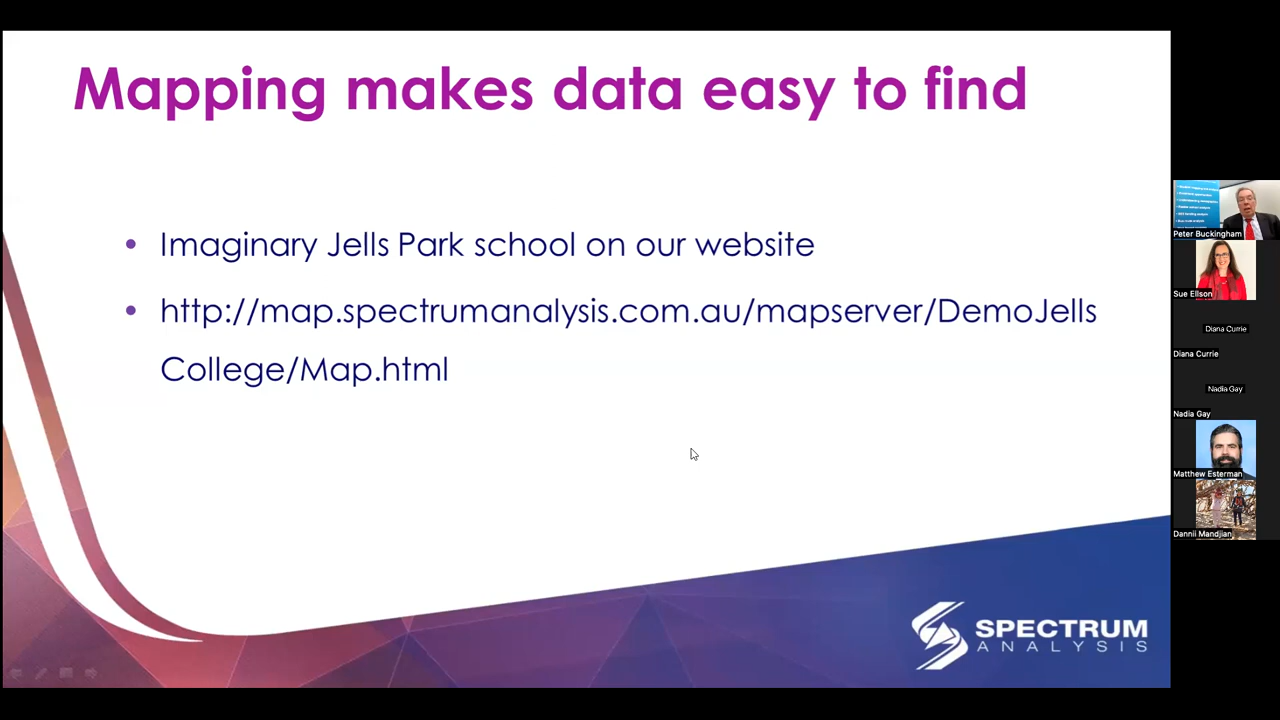 Mapping makes data easy to find
• Imaginary Jells Park school on our website
• http://map.spectrumanalysis.com.au/mapserver/DemoJells
College/Map.html
SPECTRUM
ANALYSIS
Peter Buckingham
Sue Ellson
Diana Currie
Diana Currie
Nadia Gay
Nadia Gay
Matthew Esterman
Dannii Mandjian